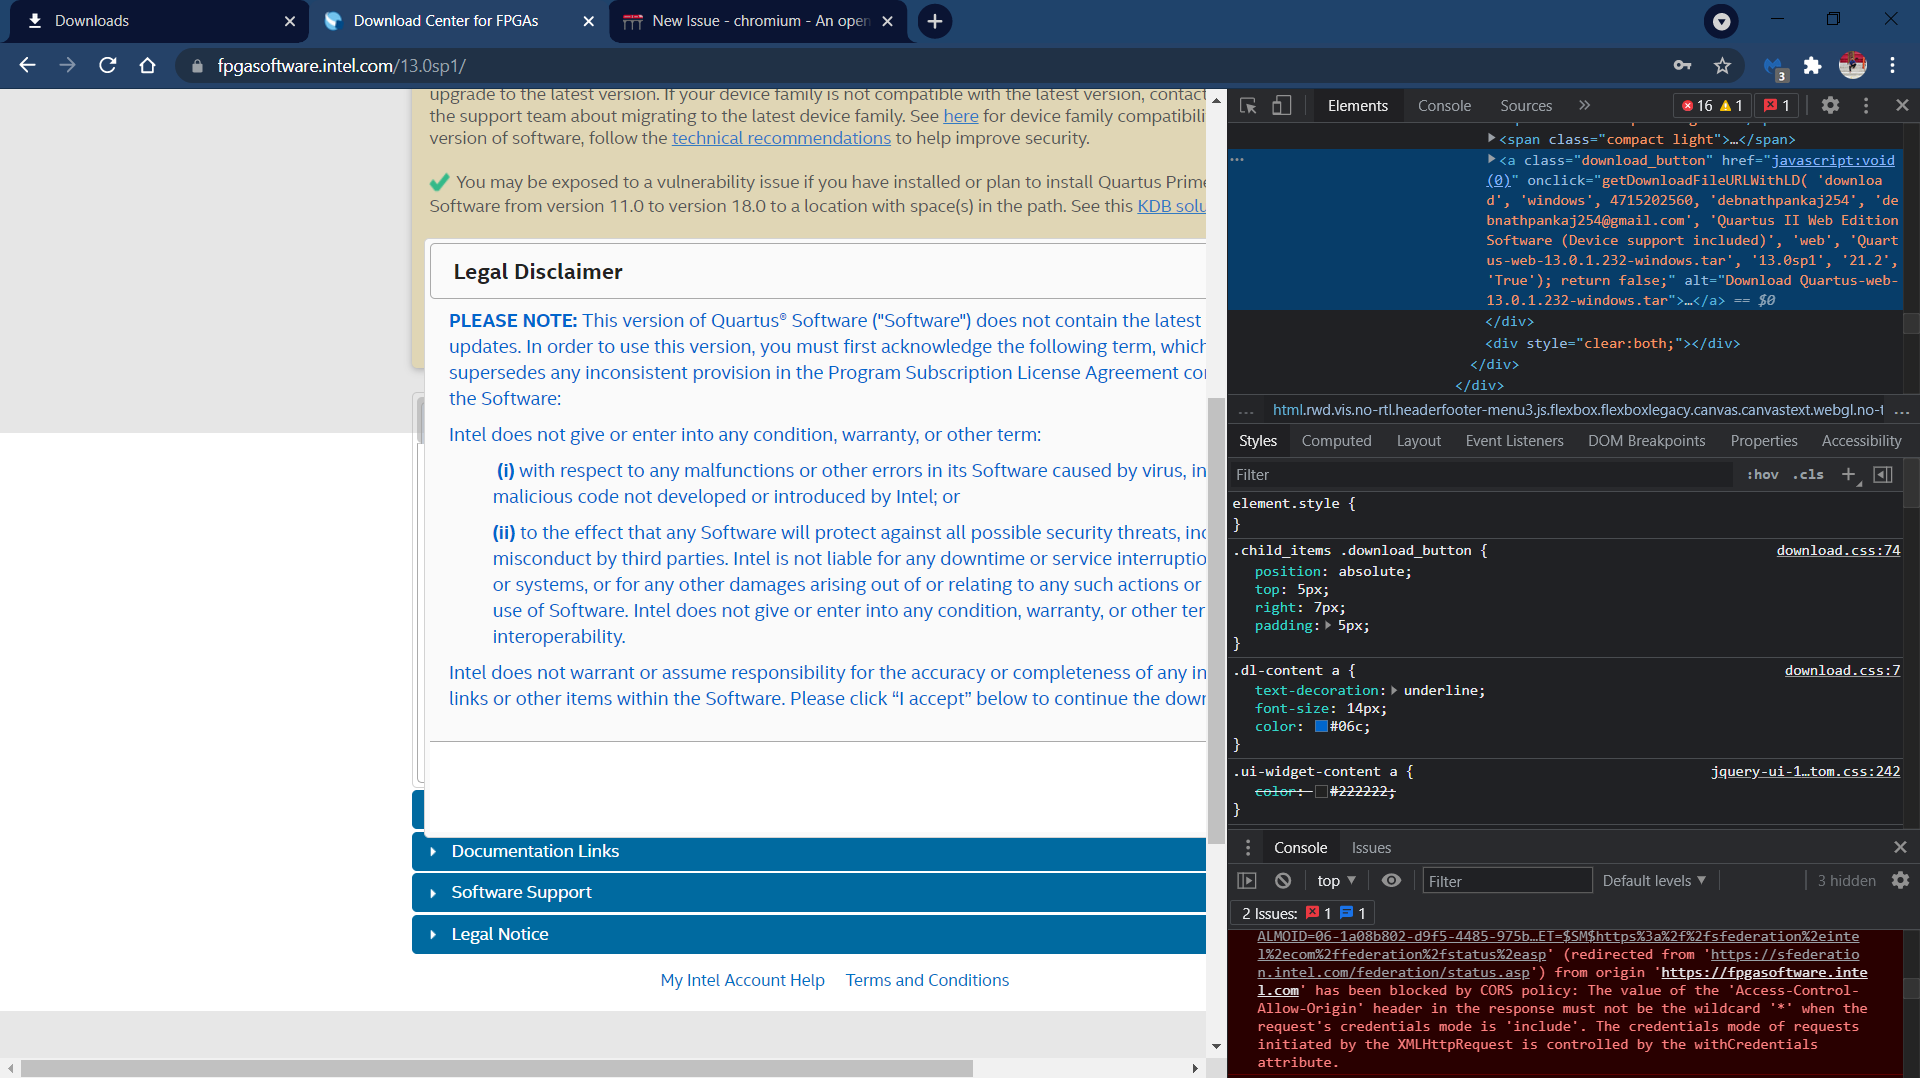 Downloads
Download Center for FPGAs
New Issue - chromium - An open
fpgasoftware.intel.com/13.0sp1/
3
upgrade to the latest version. If your device family is not compatible with the latest version, contact
the support team about migrating to the latest device family. See here for device family compatibili
version of software, follow the technical recommendations to help improve security.
You may be exposed to a vulnerability issue if you have installed or plan to install Quartus Prime
Software from version 11.0 to version 18.0 to a location with space(s) in the path. See this KDB solu
Legal Disclaimer
PLEASE NOTE: This version of Quartus® Software ("Software") does not contain the latest
updates. In order to use this version, you must first acknowledge the following term, which
supersedes any inconsistent provision in the Program Subscription License Agreement co
the Software:
Intel does not give or enter into any condition, warranty, or other term:
(i) with respect to any malfunctions or other errors in its Software caused by virus, in
malicious code not developed or introduced by Intel; or
(ii) to the effect that any Software will protect against all possible security threats, inc
misconduct by third parties. Intel is not liable for any downtime or service interruptio
or systems, or for any other damages arising out of or relating to any such actions or
use of Software. Intel does not give or enter into any condition, warranty, or other ter
interoperability.
Intel does not warrant or assume responsibility for the accuracy or completeness of any in
links or other items within the Software. Please click “I accept” below to continue the dow
Documentation Links
Software Support
Legal Notice
My Intel Account Help Terms and Conditions
Elements Console Sources » 16 1 1
<span class="compact light">…</span>
<a class="download_button" href="javascript:void
(0)" onclick="getDownloadFileURLWithLD( 'downloa
d', 'windows', 4715202560, 'debnathpankaj254', 'de
bnathpankaj254@gmail.com', 'Quartus II Web Edition
Software (Device support included)', 'web', 'Quart
us-web-13.0.1.232-windows.tar', '13.0sp1', '21.2',
'True'); return false;" alt="Download Quartus-web-
13.0.1.232-windows.tar">…</a> == $0
</div>
<div style="clear:both;"></div>
</div>
</div>
… html.rwd.vis.no-rtl.headerfooter-menu3.js.flexbox.flexboxlegacy.canvas.canvastext.webgl.no-t …
Styles Computed Layout Event Listeners DOM Breakpoints Properties Accessibility
Filter :hov .cls +
element.style {
}
.child_items .download_button { download.css:74
position: absolute;
top: 5px;
right: 7px;
padding: 5px;
}
.dl-content a { download.css:7
text-decoration: underline;
font-size: 14px;
color: #06c;
}
.ui-widget-content a { jquery-ui-1…tom.css:242
color: #222222;
}
Console Issues
top Filter Default levels 3 hidden
2 Issues: 1 1
ALMOID=06-1a08b802-d9f5-4485-975b…ET=$SM$https%3a%2f%2fsfederation%2einte
l%2ecom%2ffederation%2fstatus%2easp' (redirected from 'https://sfederatio
n.intel.com/federation/status.asp') from origin 'https://fpgasoftware.inte
l.com' has been blocked by CORS policy: The value of the 'Access-Control-
Allow-Origin' header in the response must not be the wildcard '*' when the
request's credentials mode is 'include'. The credentials mode of requests
initiated by the XMLHttpRequest is controlled by the withCredentials
attribute.